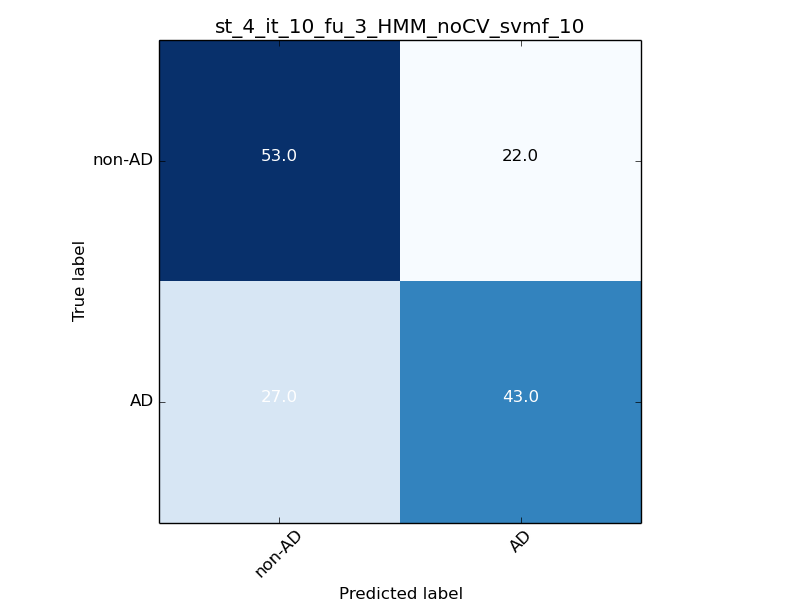 st_4_it_10_fu_3_HMM_noCV_svmf_10
non-AD
53.0
22.0
True label
AD
27.0
43.0
non-AD
AD
Predicted label